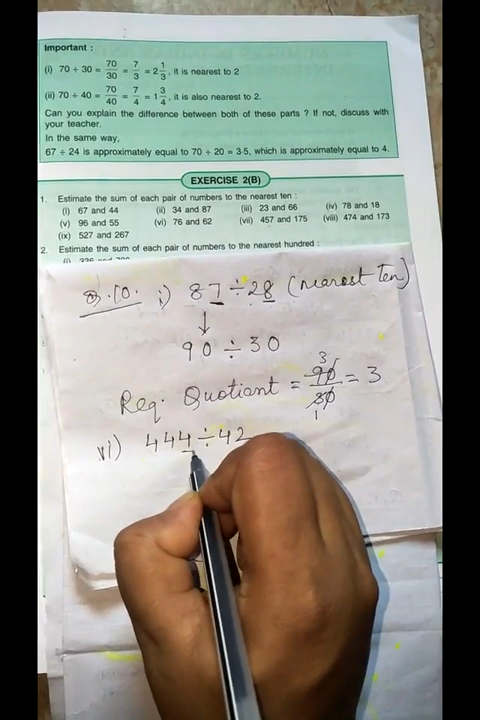 Important :
(i) 70 ÷ 30 = 70/30 = 7/3 = 2 1/3, it is nearest to 2
(ii) 70 ÷ 40 = 70/40 = 7/4 = 1 3/4, it is also nearest to 2.
Can you explain the difference between both of these parts ? If not, discuss with
your teacher.
In the same way,
67 ÷ 24 is approximately equal to 70 ÷ 20 = 3·5, which is approximately equal to 4.
EXERCISE 2(B)
1. Estimate the sum of each pair of numbers to the nearest ten :
(i) 67 and 44 (ii) 34 and 87 (iii) 23 and 66 (iv) 78 and 18
(v) 96 and 55 (vi) 76 and 62 (vii) 457 and 175 (viii) 474 and 173
(ix) 527 and 267
2. Estimate the sum of each pair of numbers to the nearest hundred :
Q.10. i) 87 ÷ 28 (nearest Ten)
90 ÷ 30
Req. Quotient = 90/30 = 3
3
1
vi) 444 ÷ 42